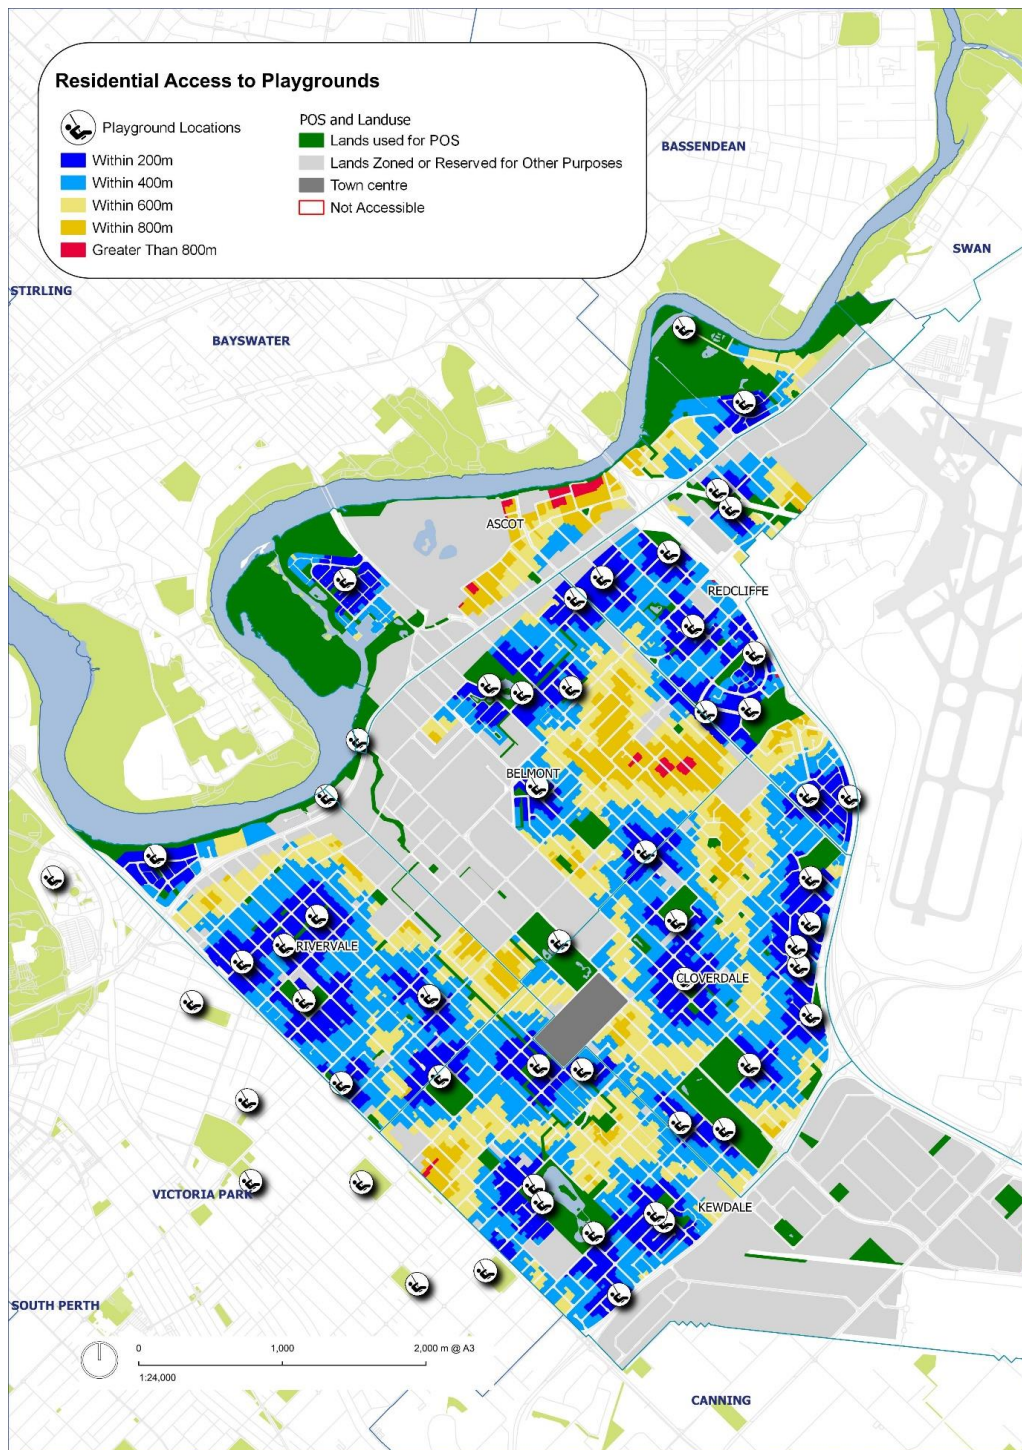 Residential Access to Playgrounds
Playground Locations
Within 200m
Within 400m
Within 600m
Within 800m
Greater Than 800m
POS and Landuse
Lands used for POS
Lands Zoned or Reserved for Other Purposes
Town centre
Not Accessible
BASSENDEAN
SWAN
STIRLING
BAYSWATER
ASCOT
REDCLIFFE
BELMONT
RIVERVALE
CLOVERDALE
VICTORIA PARK
KEWDALE
SOUTH PERTH
0 1,000 2,000 m @ A3
1:24,000
CANNING